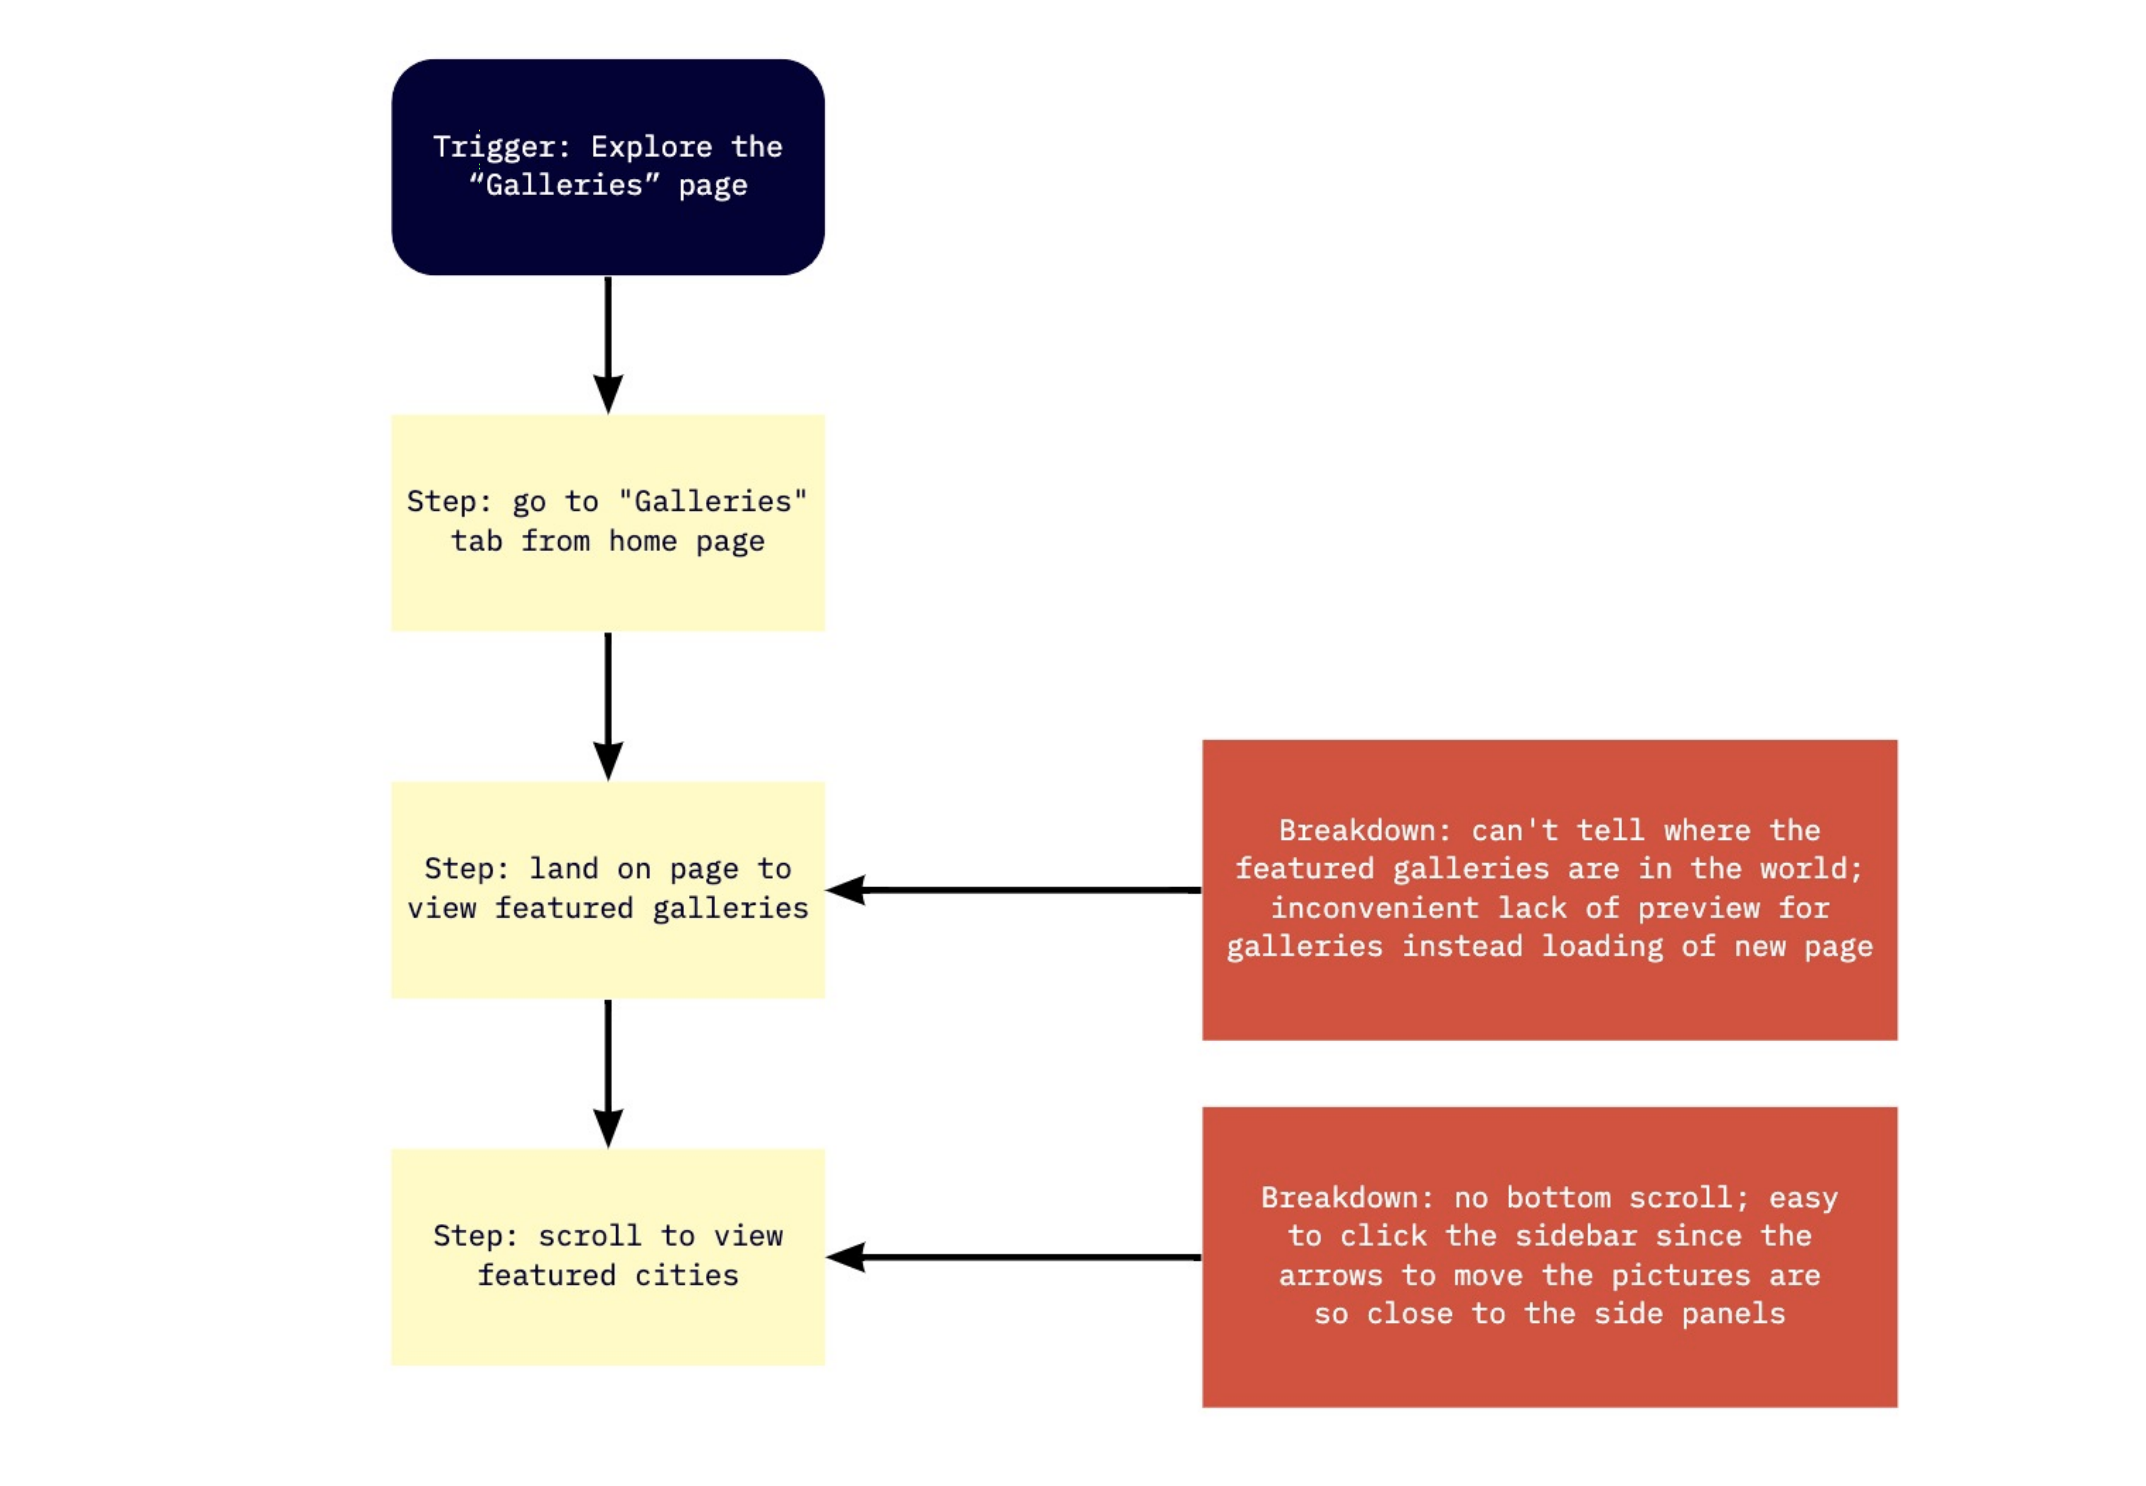 Trigger: Explore the
“Galleries” page
Step: go to "Galleries"
tab from home page
Step: land on page to
view featured galleries
Breakdown: can't tell where the
featured galleries are in the world;
inconvenient lack of preview for
galleries instead loading of new page
Step: scroll to view
featured cities
Breakdown: no bottom scroll; easy
to click the sidebar since the
arrows to move the pictures are
so close to the side panels